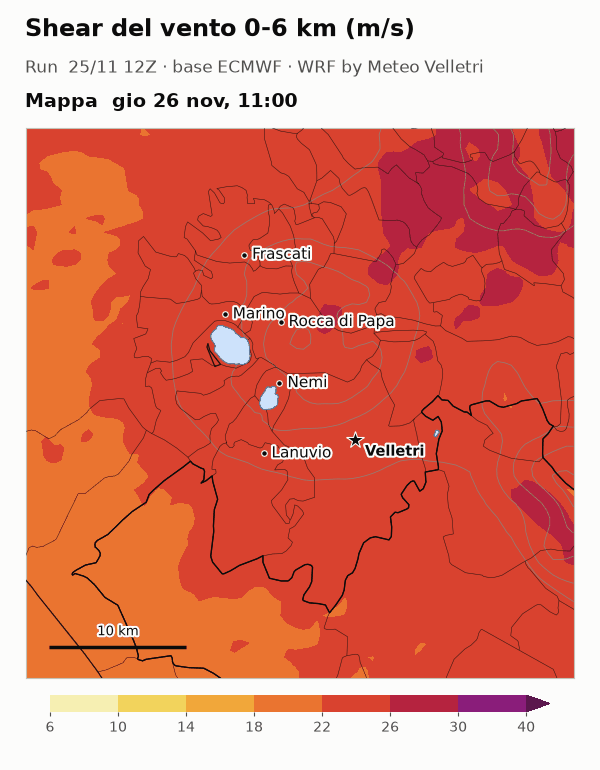 Shear del vento 0-6 km (m/s)
Run 25/11 12Z · base ECMWF · WRF by Meteo Velletri
Mappa gio 26 nov, 11:00
Frascati
Marino
Rocca di Papa
Nemi
Velletri
Lanuvio
10 km
6 10 14 18 22 26 30 40